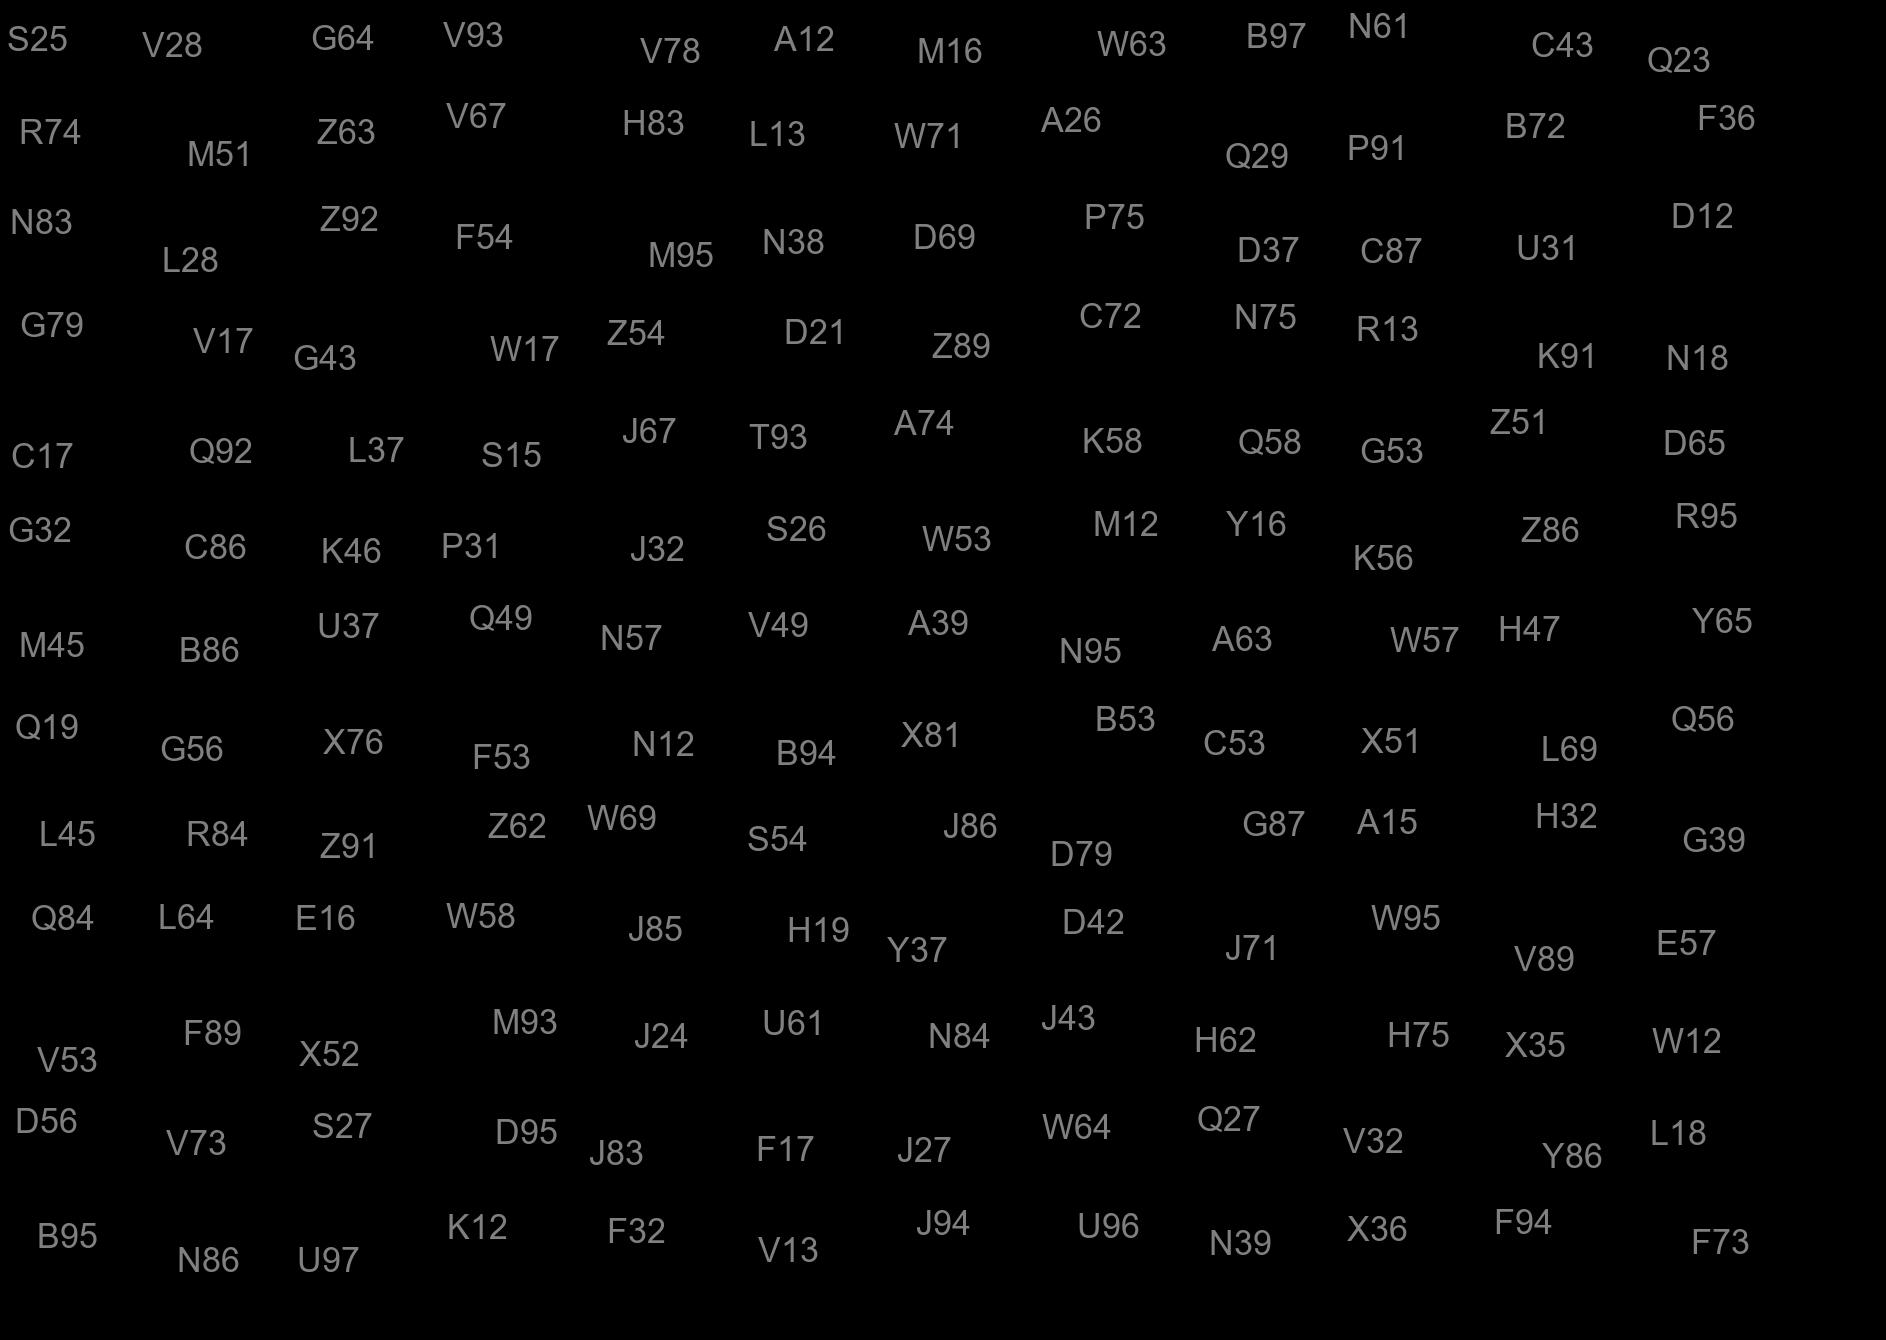 S25 V28 G64 V93 V78 A12 M16 W63 B97 N61 C43 Q23
R74 M51 Z63 V67 H83 L13 W71 A26 Q29 P91 B72 F36
N83 L28 Z92 F54 M95 N38 D69 P75 D37 C87 U31 D12
G79 V17 G43 W17 Z54 D21 Z89 C72 N75 R13 K91 N18
C17 Q92 L37 S15 J67 T93 A74 K58 Q58 G53 Z51 D65
G32 C86 K46 P31 J32 S26 W53 M12 Y16 K56 Z86 R95
M45 B86 U37 Q49 N57 V49 A39 N95 A63 W57 H47 Y65
Q19 G56 X76 F53 N12 B94 X81 B53 C53 X51 L69 Q56
L45 R84 Z91 Z62 W69 S54 J86 D79 G87 A15 H32 G39
Q84 L64 E16 W58 J85 H19 Y37 D42 J71 W95 V89 E57
V53 F89 X52 M93 J24 U61 N84 J43 H62 H75 X35 W12
D56 V73 S27 D95 J83 F17 J27 W64 Q27 V32 Y86 L18
B95 N86 U97 K12 F32 V13 J94 U96 N39 X36 F94 F73